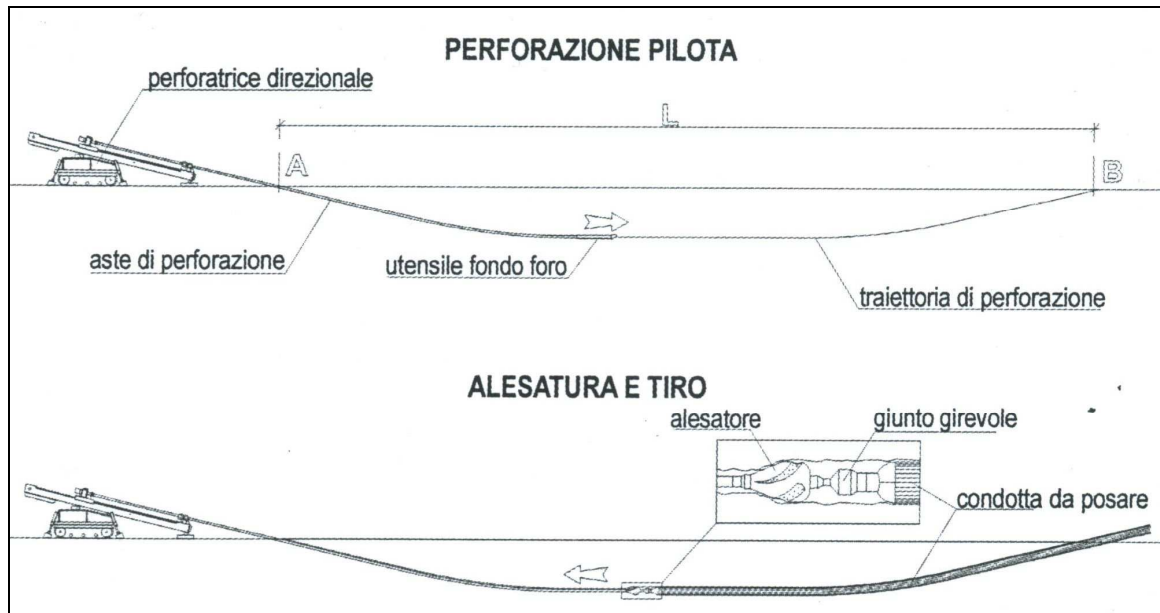 PERFORAZIONE PILOTA
perforatrice direzionale
L
A
B
aste di perforazione
utensile fondo foro
traiettoria di perforazione
ALESATURA E TIRO
alesatore
giunto girevole
condotta da posare